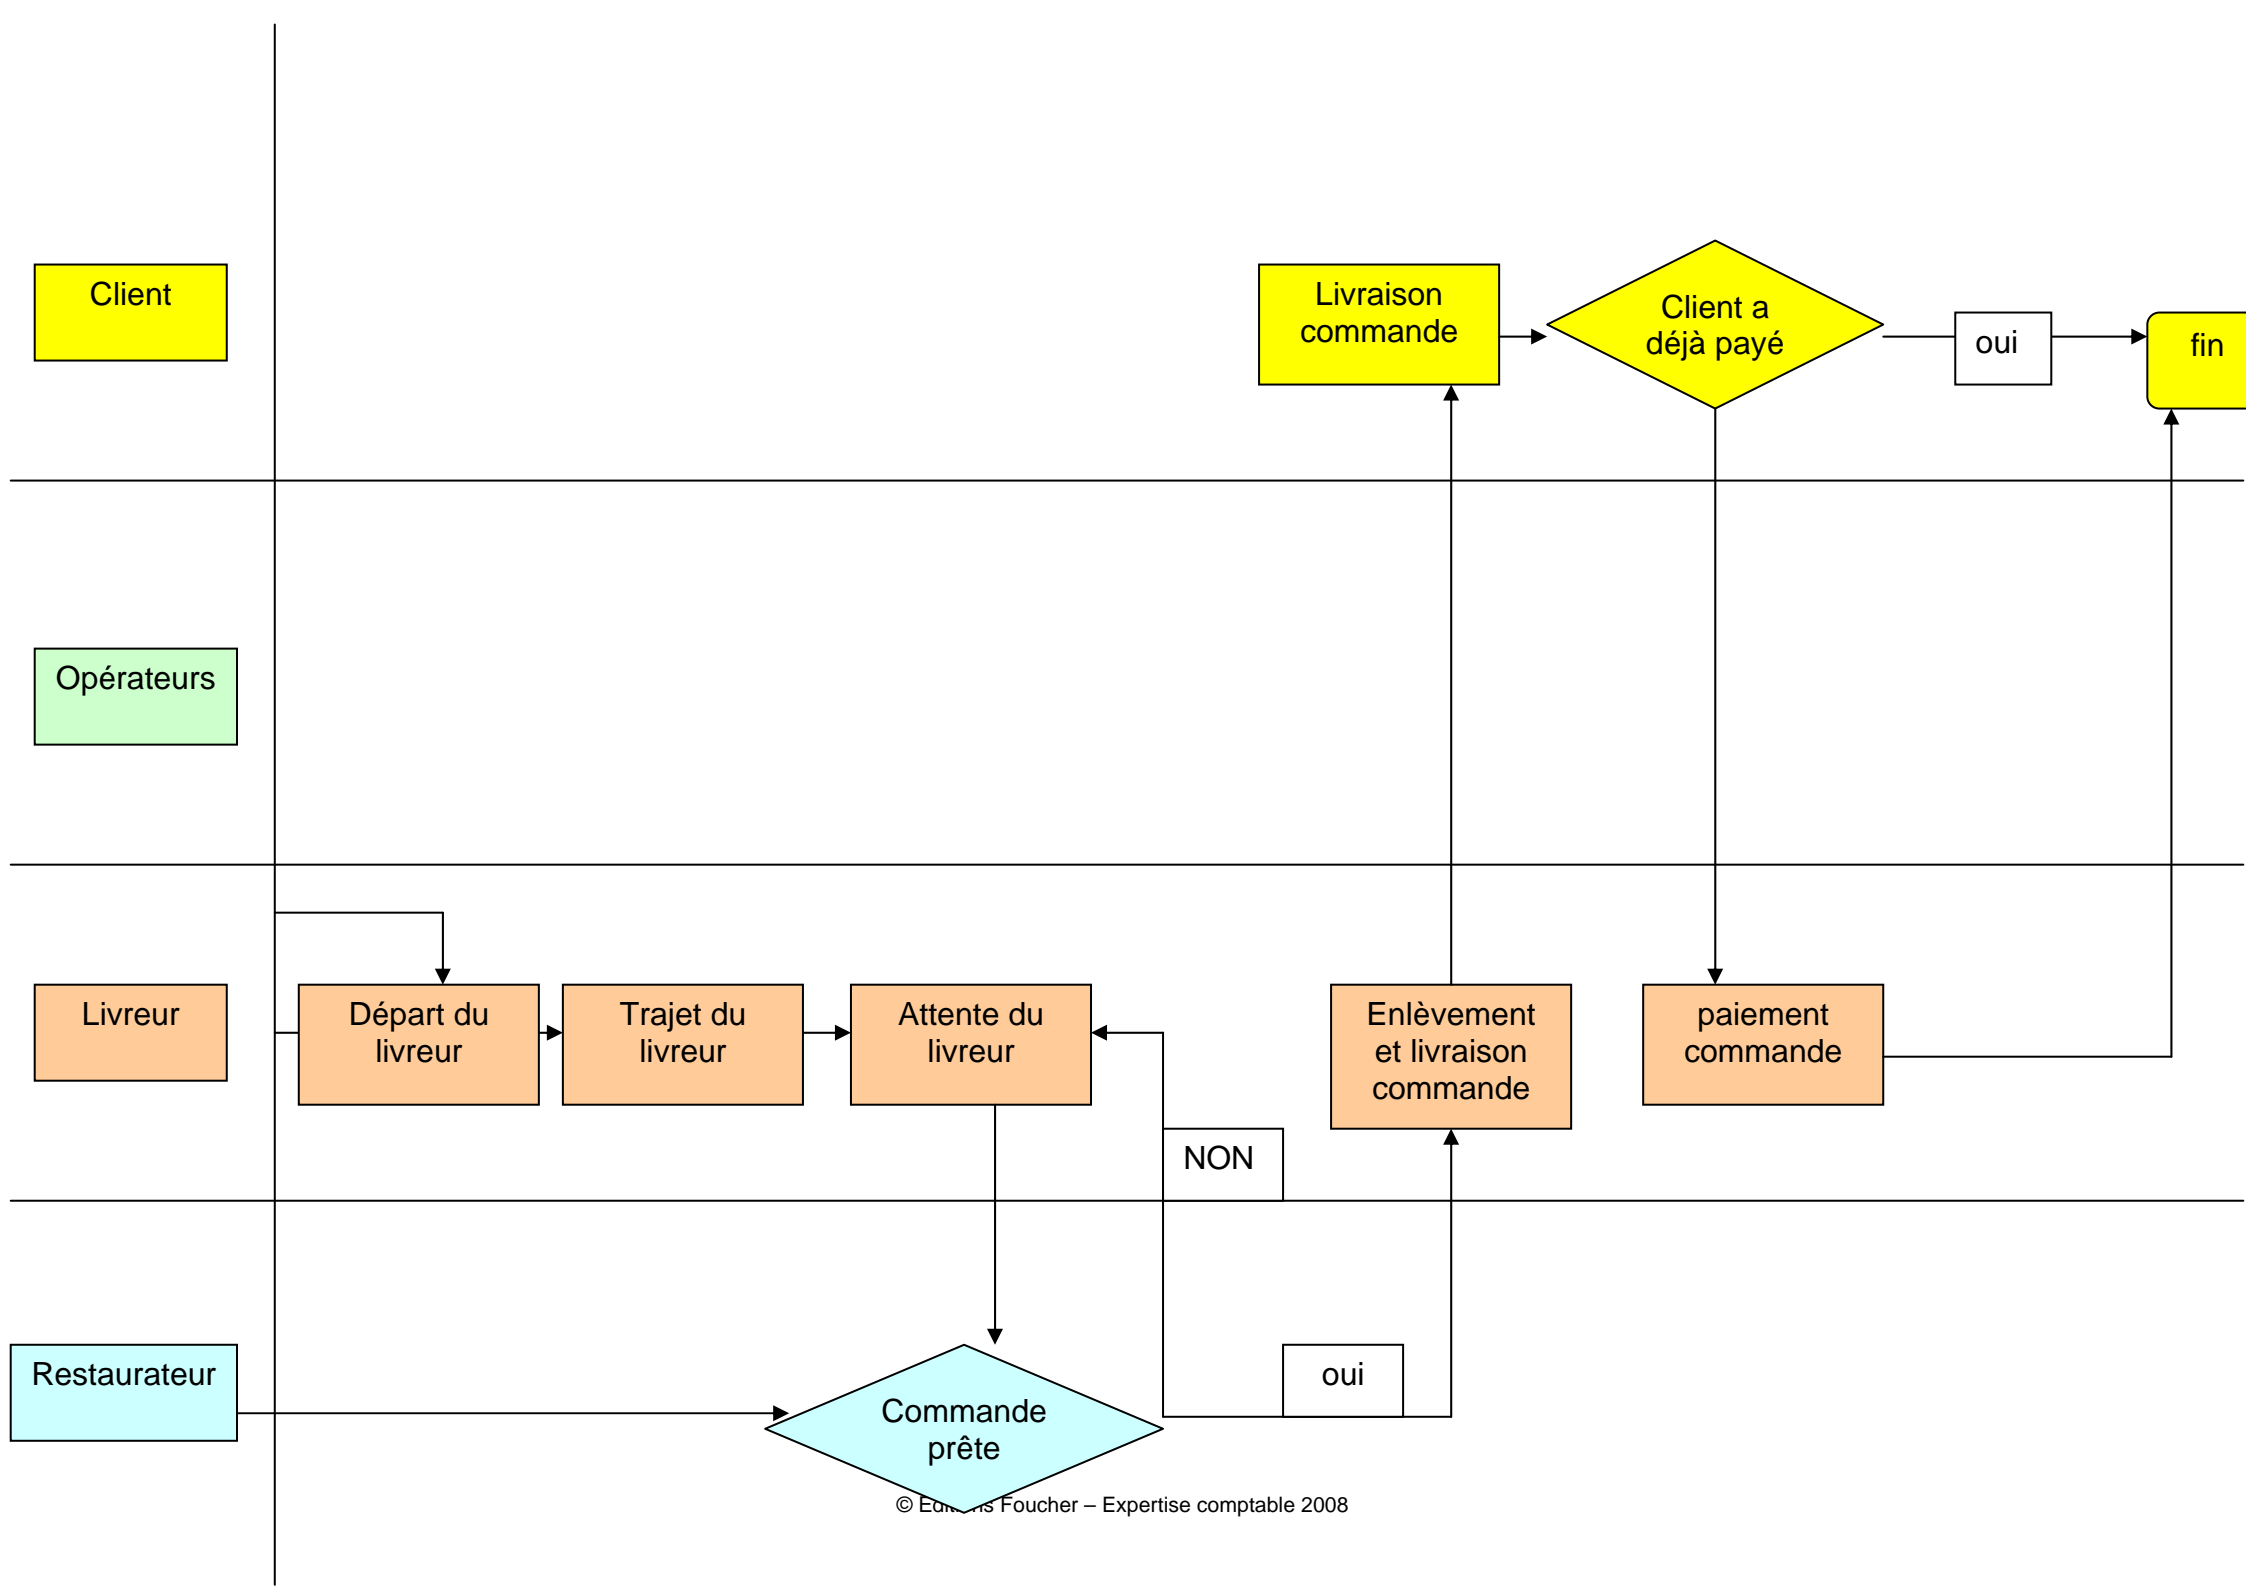 Client
Livraison
commande
Client a
déjà payé
oui
fin
Opérateurs
Livreur
Départ du
livreur
Trajet du
livreur
Attente du
livreur
Enlèvement
et livraison
commande
paiement
commande
NON
Restaurateur
Commande
prête
oui
© Editions Foucher – Expertise comptable 2008